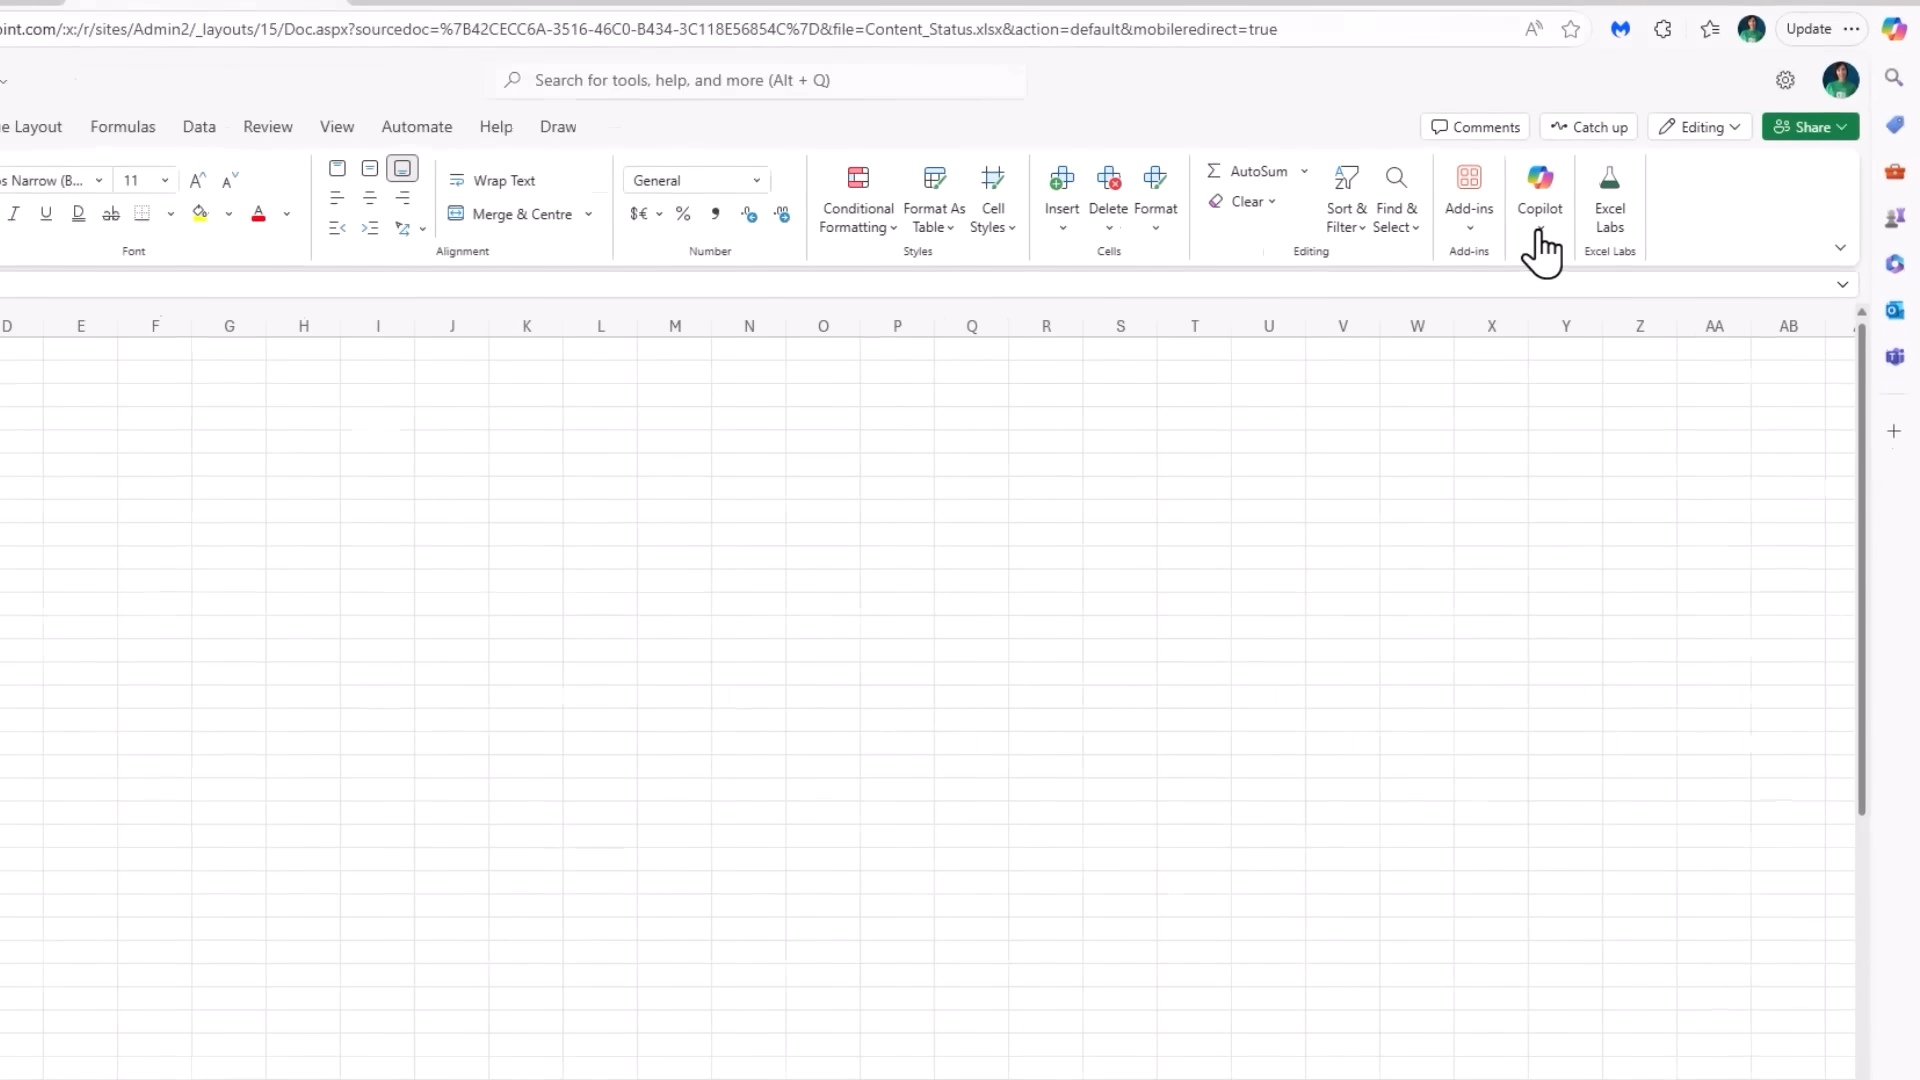 oint.com/:x:/r/sites/Admin2/_layouts/15/Doc.aspx?sourcedoc=%7B42CECC6A-3516-46C0-B434-3C118E56854C%7D&file=Content_Status.xlsx&action=default&mobileredirect=true
Update
Search for tools, help, and more (Alt + Q)
e Layout Formulas Data Review View Automate Help Draw
Comments Catch up Editing Share
s Narrow (B... 11
Wrap Text
Merge & Centre
General
$€ % 9
Conditional Formatting
Format As Table
Cell Styles
Insert Delete Format
AutoSum
Clear
Sort & Filter
Find & Select
Add-ins
Copilot
Excel Labs
Font Alignment Number Styles Cells Editing Add-ins Excel Labs
D E F G H I J K L M N O P Q R S T U V W X Y Z AA AB